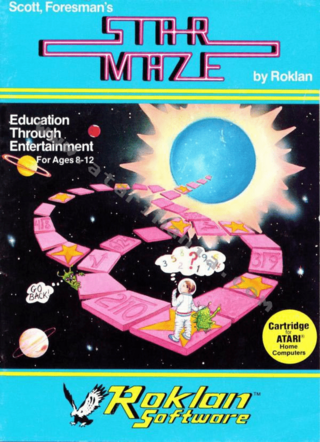 Scott, Foresman's
STAR
MAZE
by Roklan
Education
Through
Entertainment
For Ages 8-12
GO
BACK!
?
319
210
Cartridge
for
ATARI®
Home
Computers
Roklan™
Software